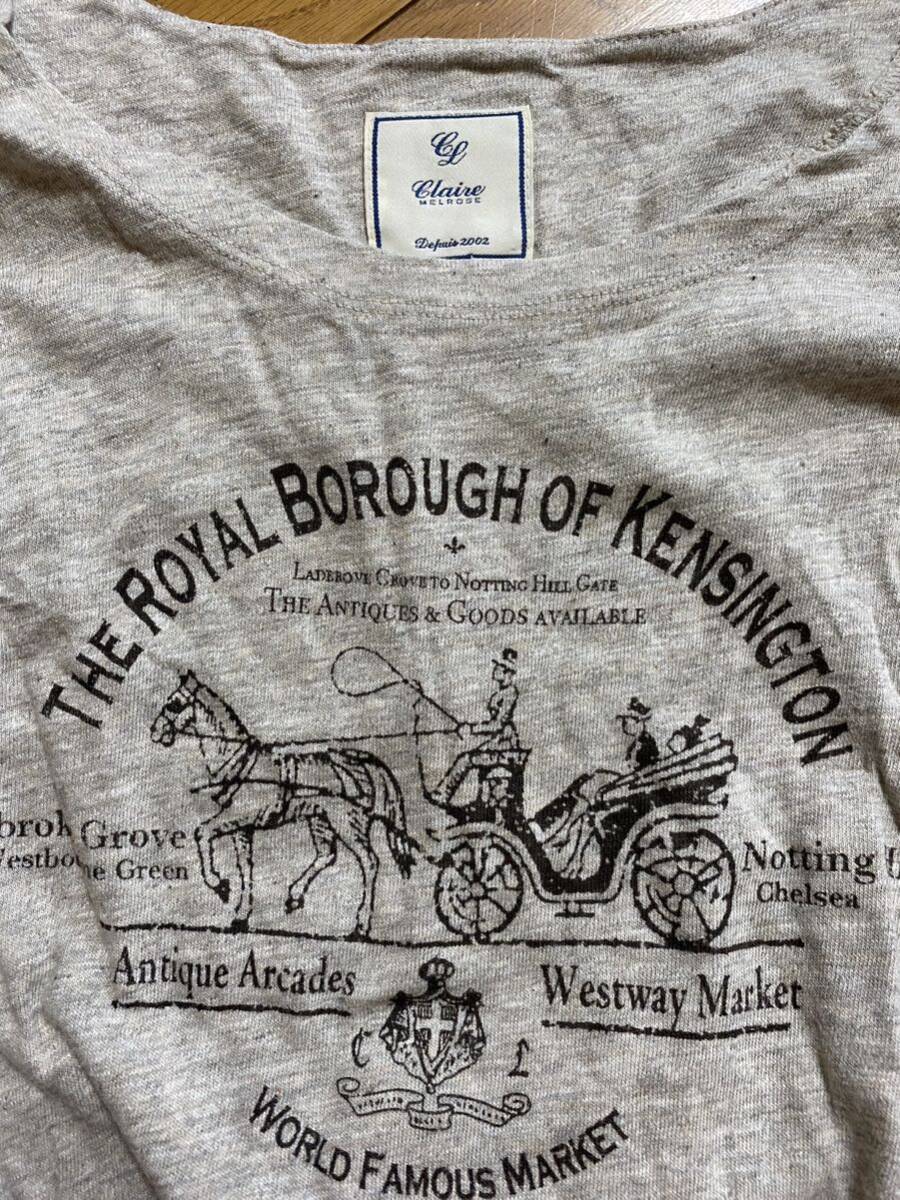 CL
Claire
MELROSE
Depuis 2002
THE ROYAL BOROUGH OF KENSINGTON
LADEROVE GROVE TO NOTTING HILL GATE
THE ANTIQUES & GOODS AVAILABLE
Grove
Green
Notting
Chelsea
Antique Arcades
Westway Market
₵ £
WORLD FAMOUS MARKET